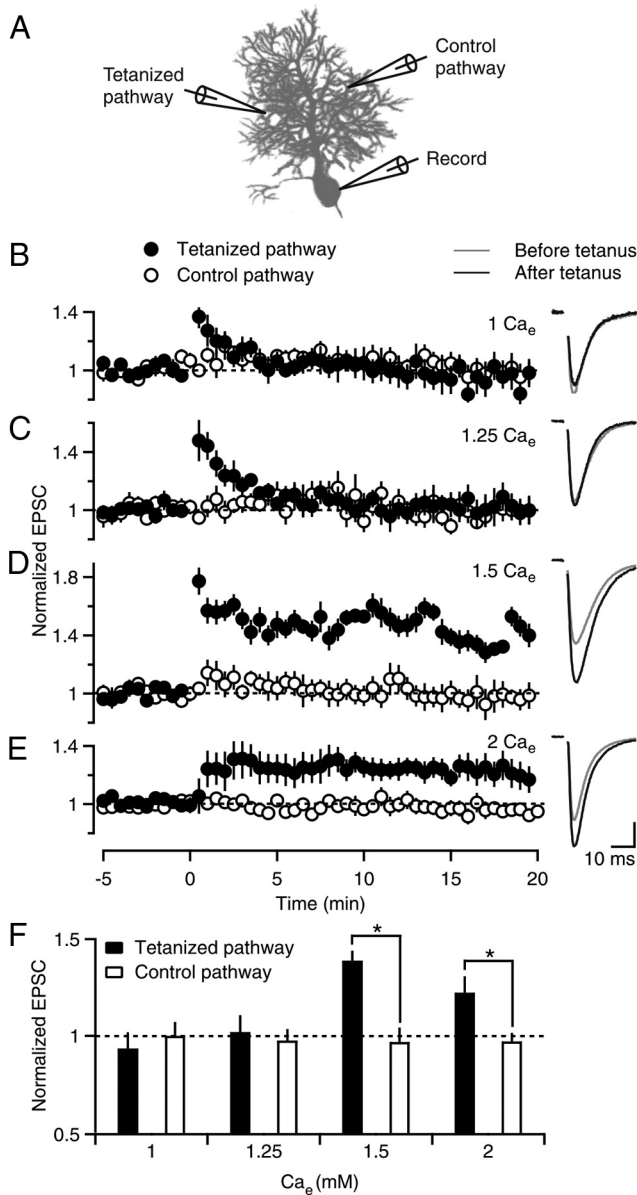 A
Tetanized pathway
Control pathway
Record
B
Tetanized pathway
Control pathway
Before tetanus
After tetanus
1.4
1
1 Caₑ
C
1.4
1
1.25 Caₑ
Normalized EPSC
D
1.8
1.4
1
1.5 Caₑ
E
1.4
1
2 Caₑ
10 ms
-5 0 5 10 15 20
Time (min)
F
1.5
1
0.5
Normalized EPSC
Tetanized pathway
Control pathway
*
*
1 1.25 1.5 2
Caₑ (mM)